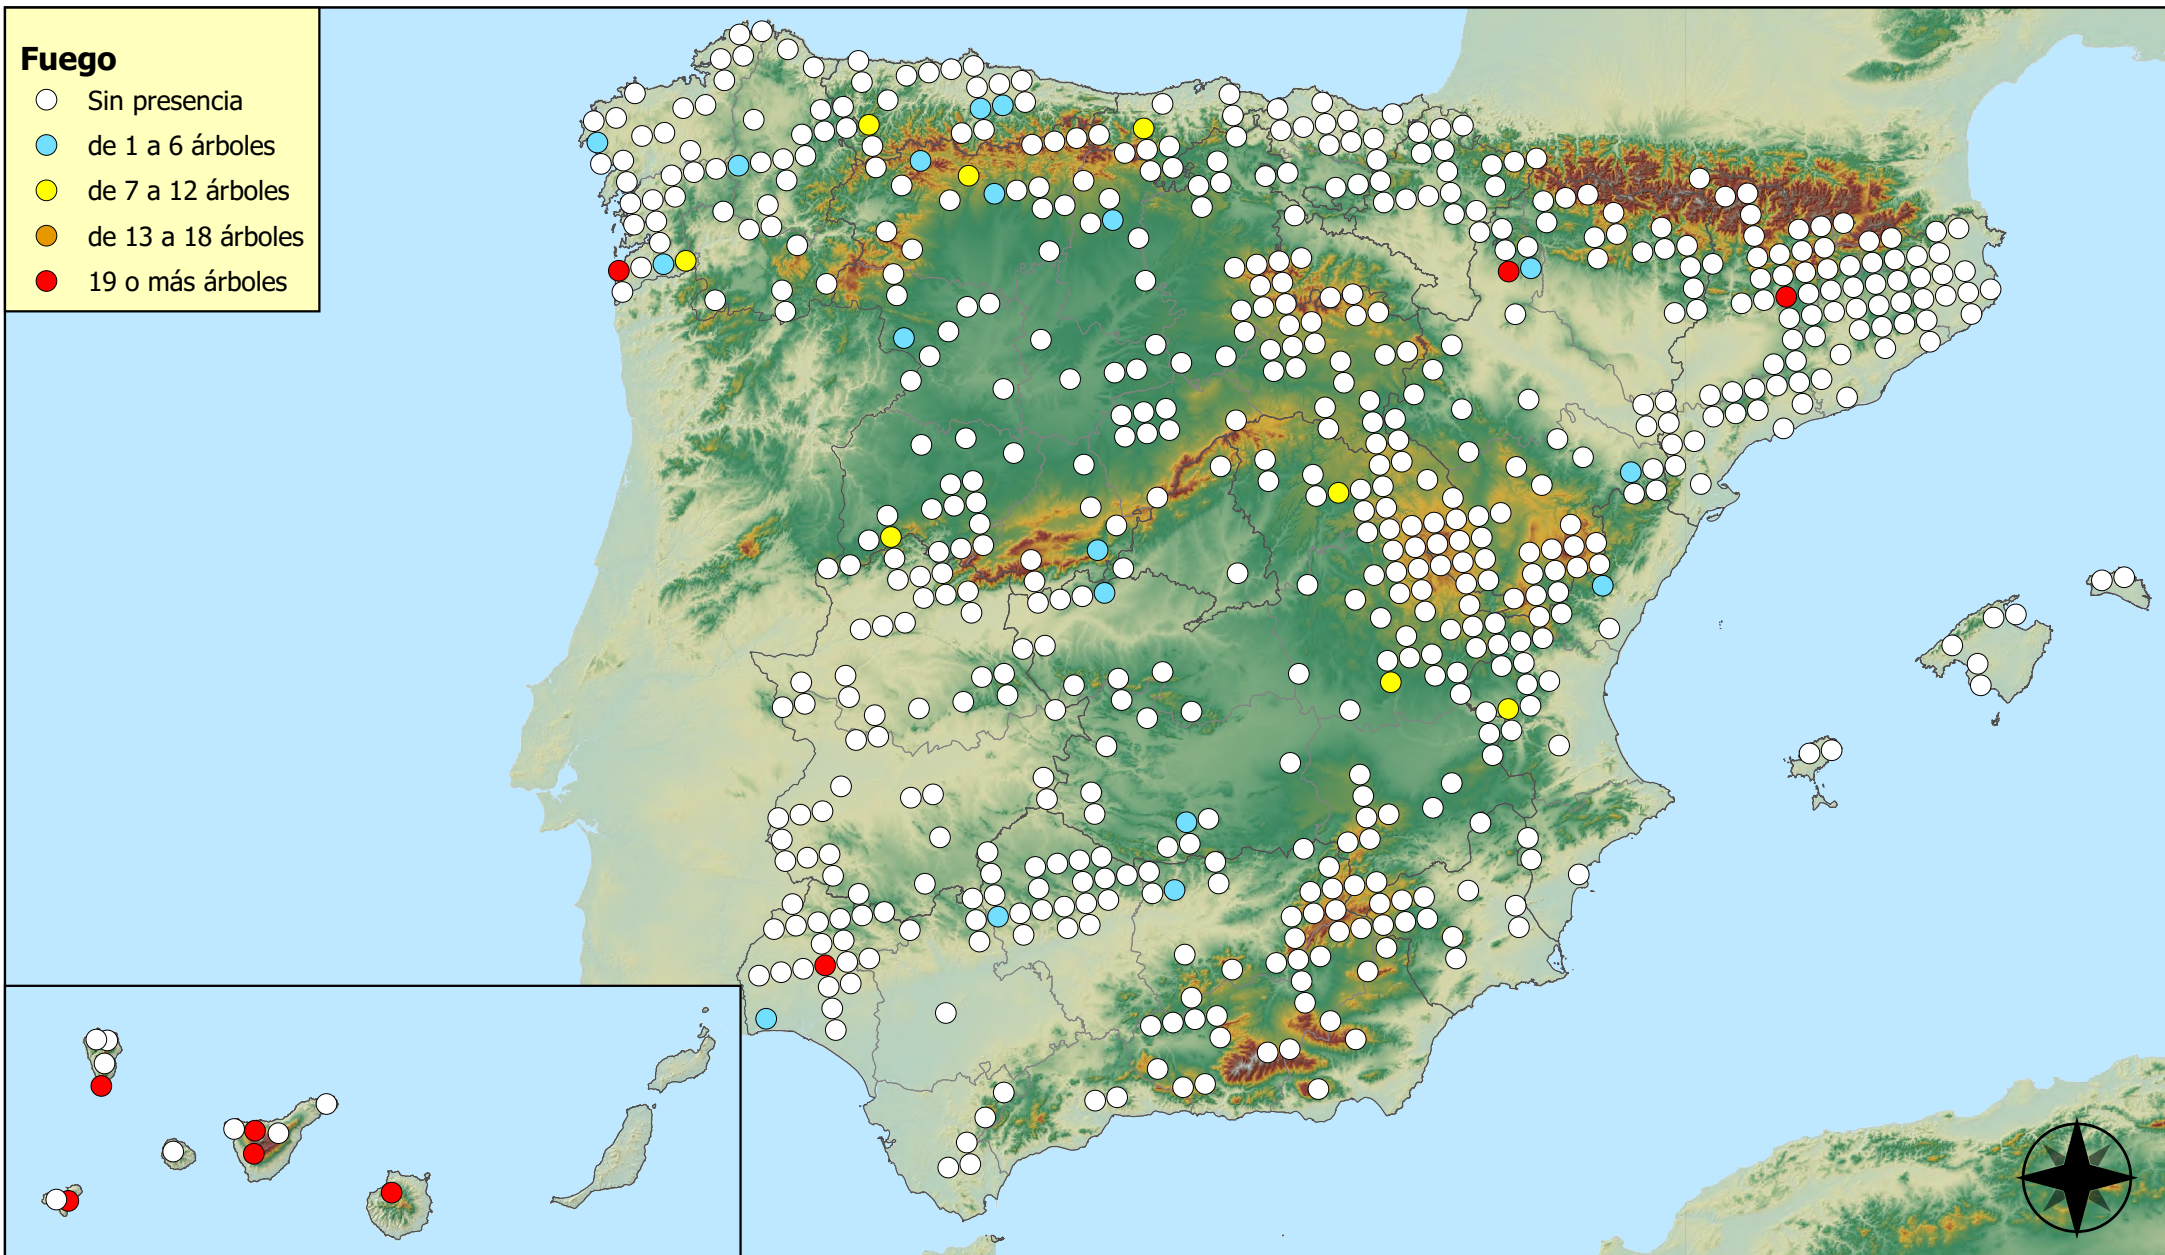 Fuego
Sin presencia
de 1 a 6 árboles
de 7 a 12 árboles
de 13 a 18 árboles
19 o más árboles